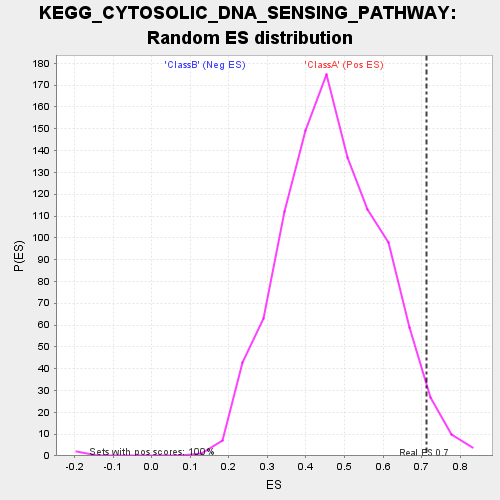 KEGG_CYTOSOLIC_DNA_SENSING_PATHWAY:
Random ES distribution
'ClassB' (Neg ES) 'ClassA' (Pos ES)
180
170
160
150
140
130
120
110
100
90
80
70
60
50
40
30
20
10
0
P(ES)
Sets with pos scores: 100%
Real ES 0.7
-0.2 -0.1 0.0 0.1 0.2 0.3 0.4 0.5 0.6 0.7 0.8
ES